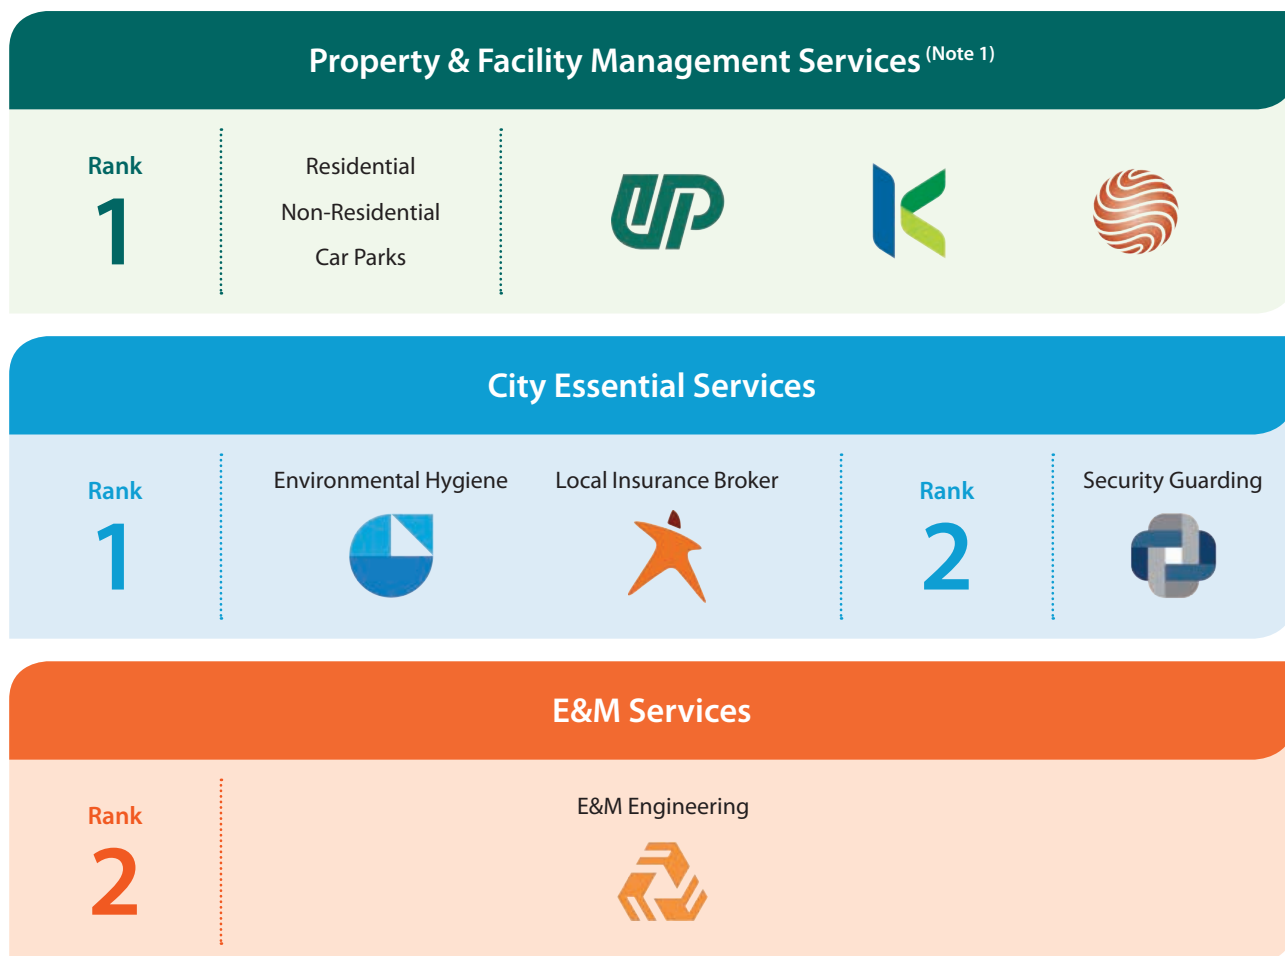 Property & Facility Management Services (Note 1)
Rank
1
Residential
Non-Residential
Car Parks
UP
K
City Essential Services
Rank
1
Environmental Hygiene
Local Insurance Broker
Rank
2
Security Guarding
E&M Services
Rank
2
E&M Engineering